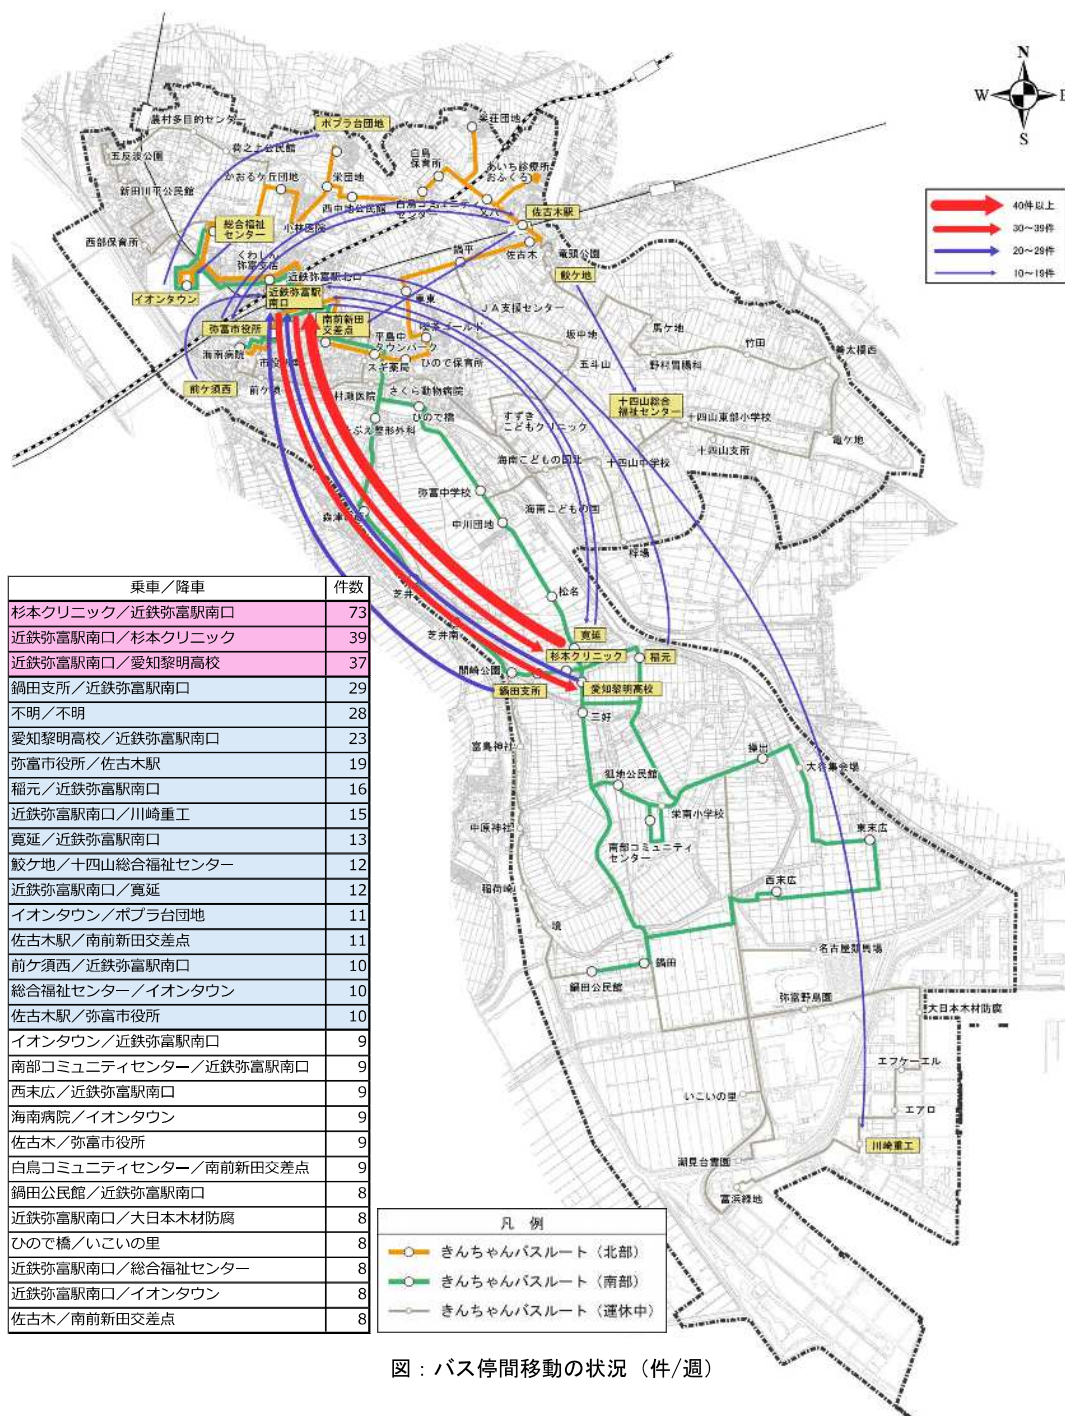 N
W
E
S
40件以上
30～39件
20～29件
10～19件
農村多目的センター
ポプラ台団地
栄荘団地
五反波公園
荷之上公民館
白鳥
保育所
あいち診療所
おふくろ
かおるケ丘団地
栄団地
新田川平公民館
西中地公民館
白鳥コミュニティ
センター
又八
佐古木駅
総合福祉
センター
小林医院
西部保育所
くわしん
弥富支店
鍋平
佐古木
竜頭公園
近鉄弥富駅北口
鮫ケ地
イオンタウン
近鉄弥富駅
南口
東東
JA支援センター
弥富市役所
南前新田
交差点
喫茶ゴールド
馬ケ地
坂中地
竹田
善太橋西
海南病院
平島中
タウンパーク
ひので保育所
スギ薬局
五斗山
野村胃腸科
前ケ須西
前ケ須
村瀬医院
さくら動物病院
十四山総合
福祉センター
ひので橋
すずき
こどもクリニック
十四山東部小学校
亀ケ地
十四山支所
海南こどもの国北
十四山中学校
弥富中学校
海南こどもの国
中川団地
松名
芝井
芝井南
寛延
杉本クリニック
稲元
間崎公園
鍋田支所
愛知黎明高校
三好
富島神社
操出
大谷集会場
狐地公民館
栄南小学校
中原神社
東末広
南部コミュニティ
センター
西末広
稲荷崎
境
名古屋競馬場
鍋田
鍋田公民館
弥富野鳥園
大日本木材防腐
エフケーエル
いこいの里
エアロ
川崎重工
湖見台霊園
富浜緑地
乗車／降車 件数
杉本クリニック／近鉄弥富駅南口 73
近鉄弥富駅南口／杉本クリニック 39
近鉄弥富駅南口／愛知黎明高校 37
鍋田支所／近鉄弥富駅南口 29
不明／不明 28
愛知黎明高校／近鉄弥富駅南口 23
弥富市役所／佐古木駅 19
稲元／近鉄弥富駅南口 16
近鉄弥富駅南口／川崎重工 15
寛延／近鉄弥富駅南口 13
鮫ケ地／十四山総合福祉センター 12
近鉄弥富駅南口／寛延 12
イオンタウン／ポプラ台団地 11
佐古木駅／南前新田交差点 11
前ケ須西／近鉄弥富駅南口 10
総合福祉センター／イオンタウン 10
佐古木駅／弥富市役所 10
イオンタウン／近鉄弥富駅南口 9
南部コミュニティセンター／近鉄弥富駅南口 9
西末広／近鉄弥富駅南口 9
海南病院／イオンタウン 9
佐古木／弥富市役所 9
白鳥コミュニティセンター／南前新田交差点 9
鍋田公民館／近鉄弥富駅南口 8
近鉄弥富駅南口／大日本木材防腐 8
ひので橋／いこいの里 8
近鉄弥富駅南口／総合福祉センター 8
近鉄弥富駅南口／イオンタウン 8
佐古木／南前新田交差点 8
凡 例
きんちゃんバスルート（北部）
きんちゃんバスルート（南部）
きんちゃんバスルート（運休中）
図：バス停間移動の状況（件/週）